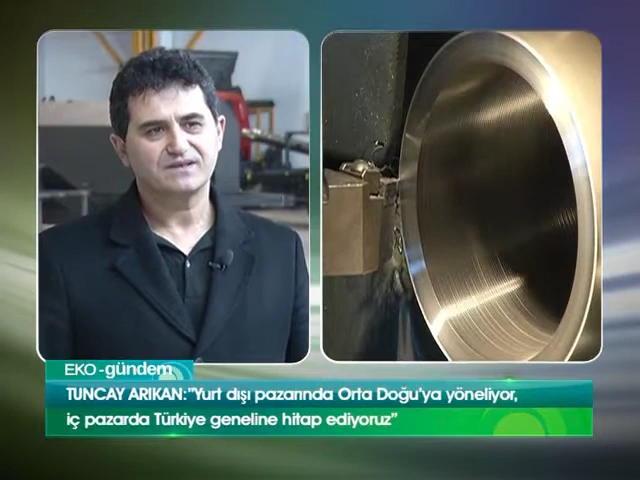 EKO-gündem
TUNCAY ARIKAN:"Yurt dışı pazarında Orta Doğu'ya yöneliyor,
iç pazarda Türkiye geneline hitap ediyoruz"